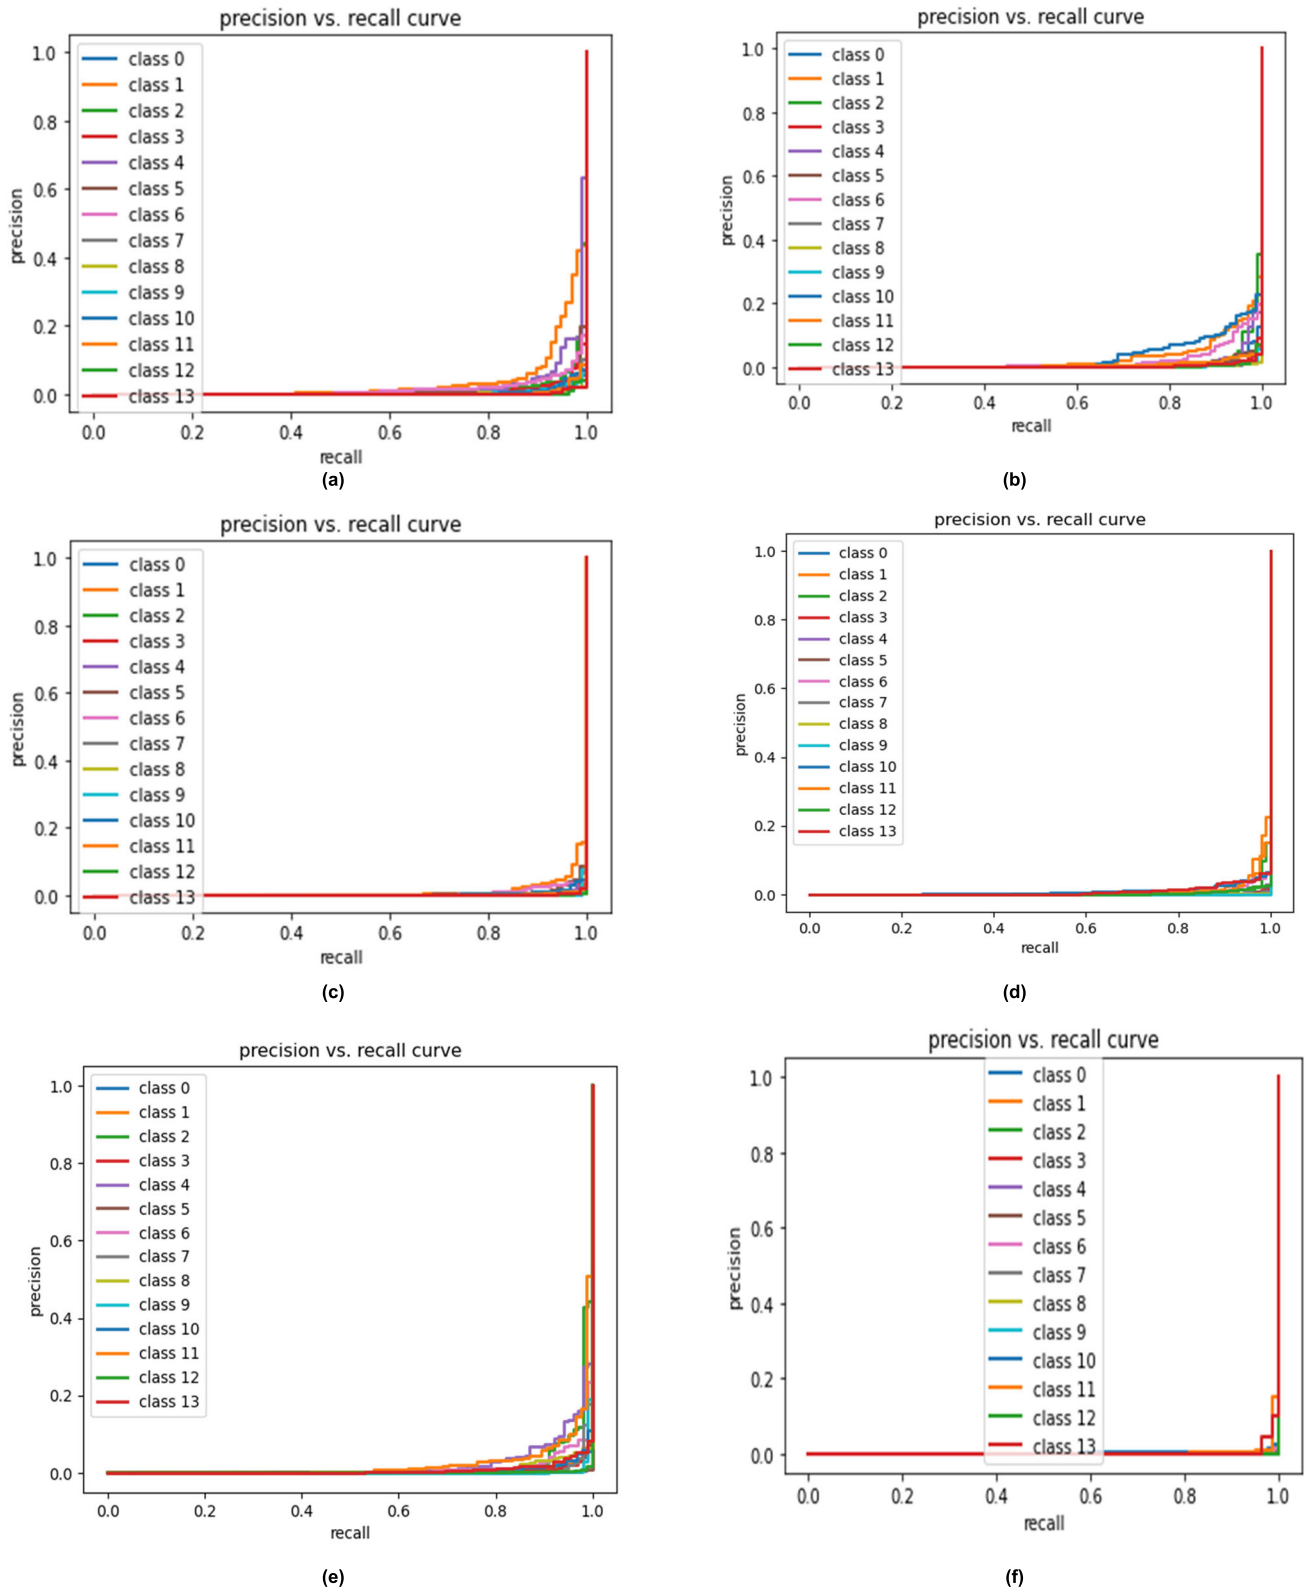 precision vs. recall curve
1.0
0.8
0.6
0.4
0.2
0.0
precision
class 0
class 1
class 2
class 3
class 4
class 5
class 6
class 7
class 8
class 9
class 10
class 11
class 12
class 13
0.0 0.2 0.4 0.6 0.8 1.0
recall
(a)
precision vs. recall curve
1.0
0.8
0.6
0.4
0.2
0.0
precision
class 0
class 1
class 2
class 3
class 4
class 5
class 6
class 7
class 8
class 9
class 10
class 11
class 12
class 13
0.0 0.2 0.4 0.6 0.8 1.0
recall
(b)
precision vs. recall curve
1.0
0.8
0.6
0.4
0.2
0.0
precision
class 0
class 1
class 2
class 3
class 4
class 5
class 6
class 7
class 8
class 9
class 10
class 11
class 12
class 13
0.0 0.2 0.4 0.6 0.8 1.0
recall
(c)
precision vs. recall curve
1.0
0.8
0.6
0.4
0.2
0.0
precision
class 0
class 1
class 2
class 3
class 4
class 5
class 6
class 7
class 8
class 9
class 10
class 11
class 12
class 13
0.0 0.2 0.4 0.6 0.8 1.0
recall
(d)
precision vs. recall curve
1.0
0.8
0.6
0.4
0.2
0.0
precision
class 0
class 1
class 2
class 3
class 4
class 5
class 6
class 7
class 8
class 9
class 10
class 11
class 12
class 13
0.0 0.2 0.4 0.6 0.8 1.0
recall
(e)
precision vs. recall curve
1.0
0.8
0.6
0.4
0.2
0.0
precision
class 0
class 1
class 2
class 3
class 4
class 5
class 6
class 7
class 8
class 9
class 10
class 11
class 12
class 13
0.0 0.2 0.4 0.6 0.8 1.0
recall
(f)